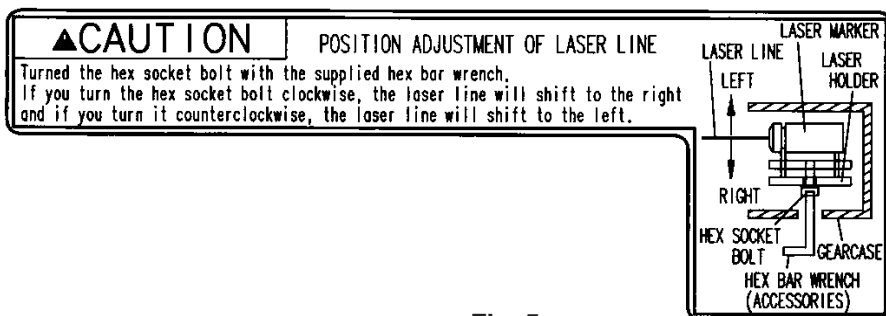 ▲CAUTION
POSITION ADJUSTMENT OF LASER LINE
Turned the hex socket bolt with the supplied hex bar wrench.
If you turn the hex socket bolt clockwise, the laser line will shift to the right
and if you turn it counterclockwise, the laser line will shift to the left.
LASER MARKER
LASER LINE
LASER
HOLDER
LEFT
RIGHT
HEX SOCKET
BOLT
GEARCASE
HEX BAR WRENCH
(ACCESSORIES)